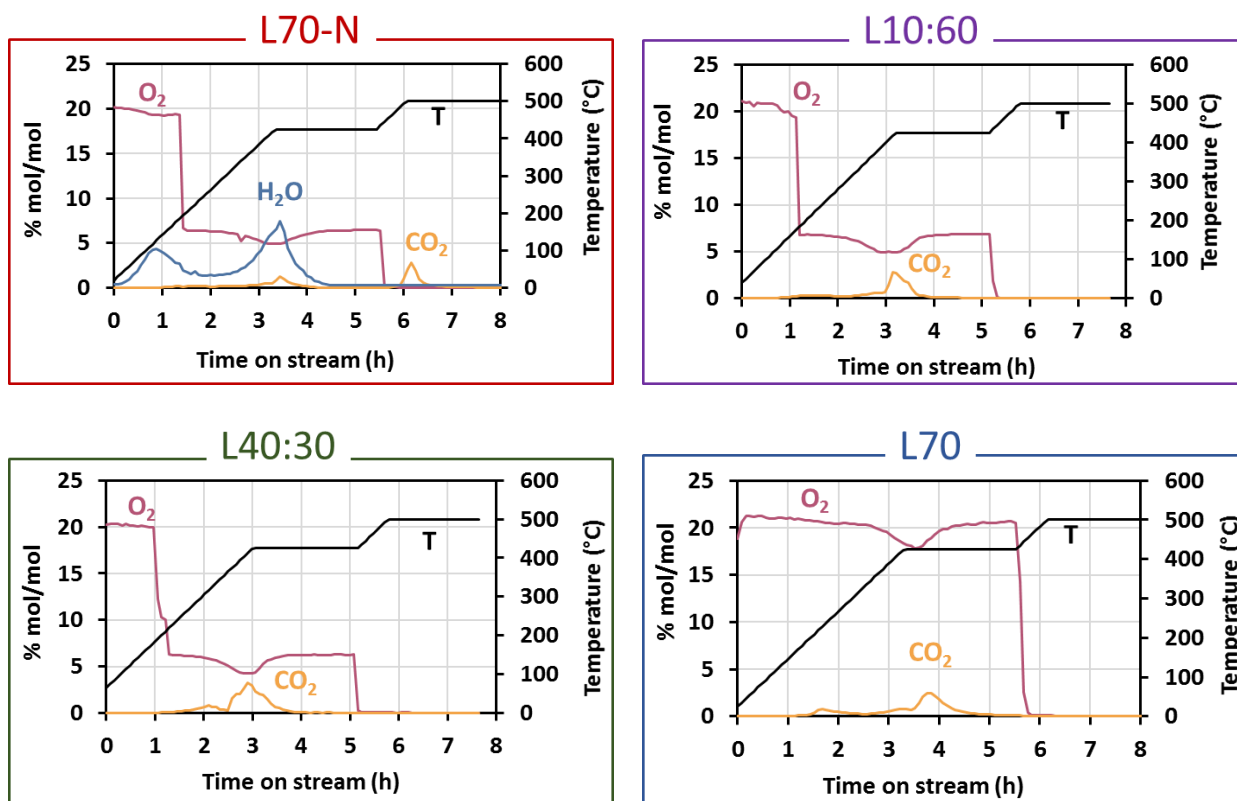 L70-N
% mol/mol
25
20
15
10
5
0
O₂
H₂O
CO₂
T
600
500
400
300
200
100
0
Temperature (°C)
0 1 2 3 4 5 6 7 8
Time on stream (h)
L10:60
% mol/mol
25
20
15
10
5
0
O₂
CO₂
T
600
500
400
300
200
100
0
Temperature (°C)
0 1 2 3 4 5 6 7 8
Time on stream (h)
L40:30
% mol/mol
25
20
15
10
5
0
O₂
CO₂
T
600
500
400
300
200
100
0
Temperature (°C)
0 1 2 3 4 5 6 7 8
Time on stream (h)
L70
% mol/mol
25
20
15
10
5
0
O₂
CO₂
T
600
500
400
300
200
100
0
Temperature (°C)
0 1 2 3 4 5 6 7 8
Time on stream (h)